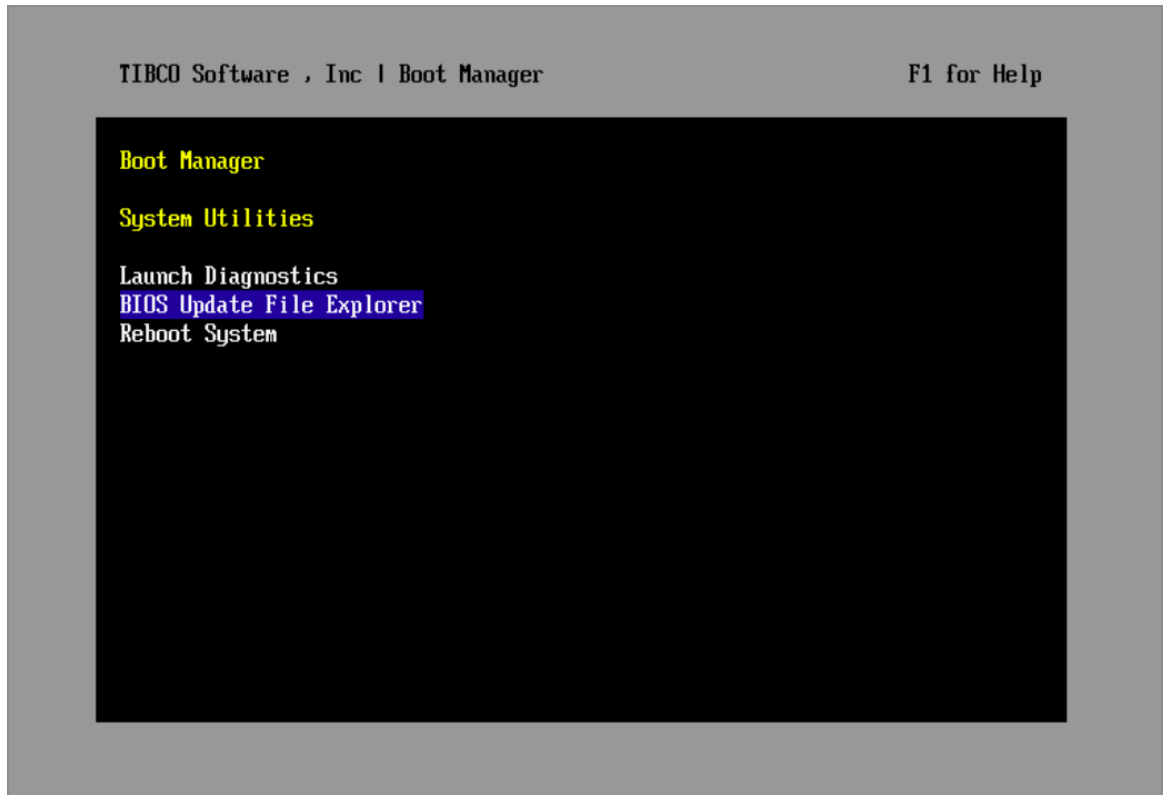 TIBCO Software , Inc | Boot Manager F1 for Help
Boot Manager
System Utilities
Launch Diagnostics
BIOS Update File Explorer
Reboot System